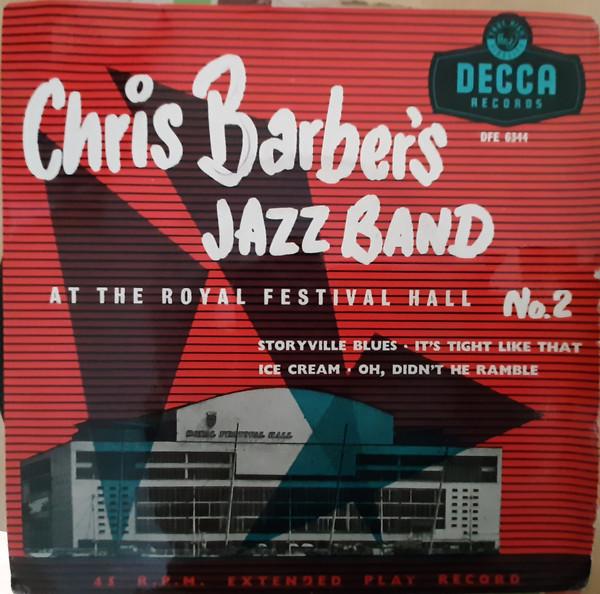 DECCA
RECORDS
DFE 6344
Chris Barber's
JAZZ BAND
AT THE ROYAL FESTIVAL HALL No. 2
STORYVILLE BLUES · IT'S TIGHT LIKE THAT
ICE CREAM · OH, DIDN'T HE RAMBLE
ROYAL FESTIVAL HALL
45 R.P.M. EXTENDED PLAY RECORD